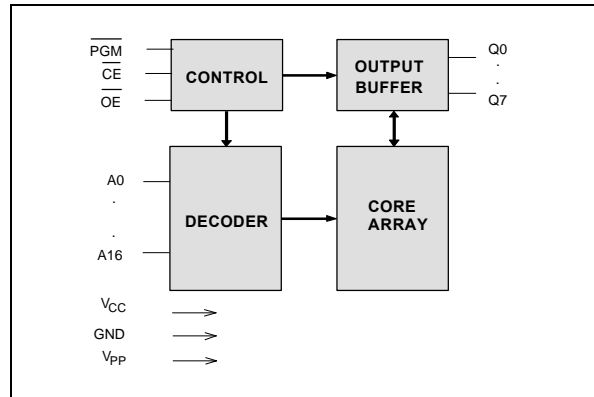 PGM
CE
OE
CONTROL
OUTPUT
BUFFER
Q0
.
.
Q7
A0
.
.
A16
DECODER
CORE
ARRAY
VCC
GND
VPP